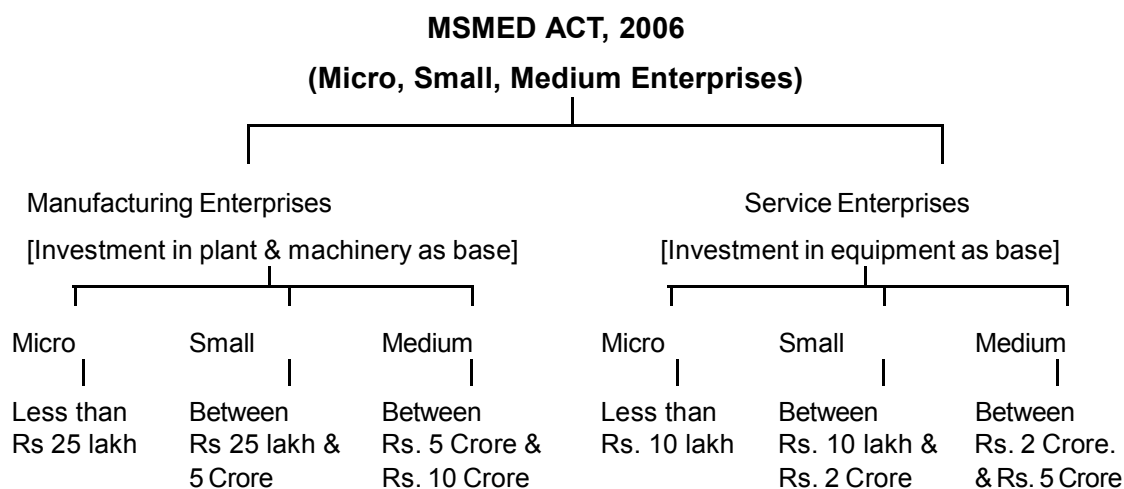 MSMED ACT, 2006
(Micro, Small, Medium Enterprises)
Manufacturing Enterprises
[Investment in plant & machinery as base]
Service Enterprises
[Investment in equipment as base]
Micro
Small
Medium
Micro
Small
Medium
Less than
Rs 25 lakh
Between
Rs 25 lakh &
5 Crore
Between
Rs. 5 Crore &
Rs. 10 Crore
Less than
Rs. 10 lakh
Between
Rs. 10 lakh &
Rs. 2 Crore
Between
Rs. 2 Crore.
& Rs. 5 Crore